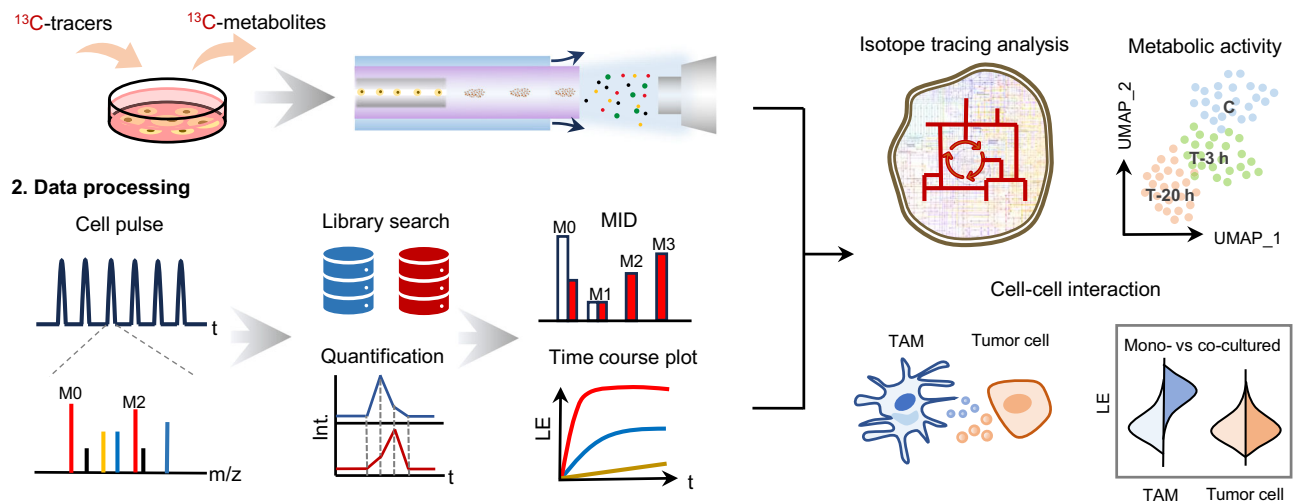 ¹³C-tracers
¹³C-metabolites
2. Data processing
Cell pulse
t
M0
M2
m/z
Library search
Quantification
Int.
t
MID
M0
M1
M2
M3
Time course plot
LE
t
Isotope tracing analysis
Metabolic activity
UMAP_2
C
T-3 h
T-20 h
UMAP_1
Cell-cell interaction
TAM
Tumor cell
Mono- vs co-cultured
LE
TAM
Tumor cell